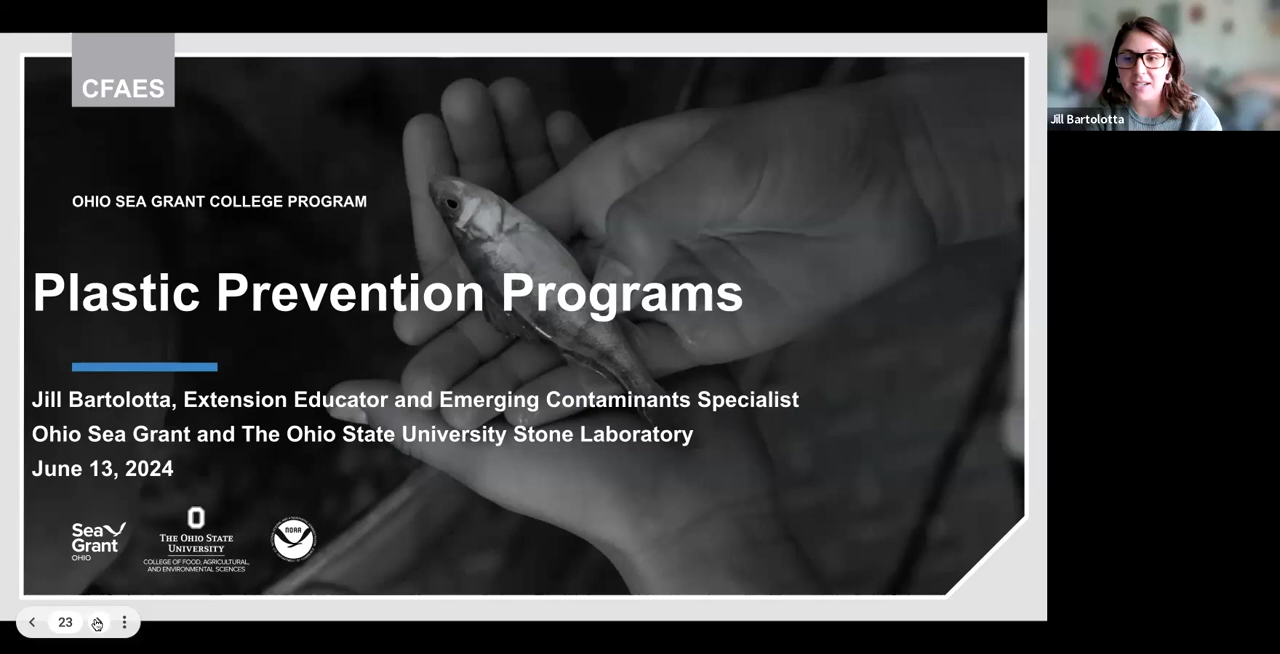 CFAES
Jill Bartolotta
OHIO SEA GRANT COLLEGE PROGRAM
Plastic Prevention Programs
Jill Bartolotta, Extension Educator and Emerging Contaminants Specialist
Ohio Sea Grant and The Ohio State University Stone Laboratory
June 13, 2024
Sea
Grant
OHIO
THE OHIO STATE
UNIVERSITY
COLLEGE OF FOOD, AGRICULTURAL,
AND ENVIRONMENTAL SCIENCES
NOAA
23